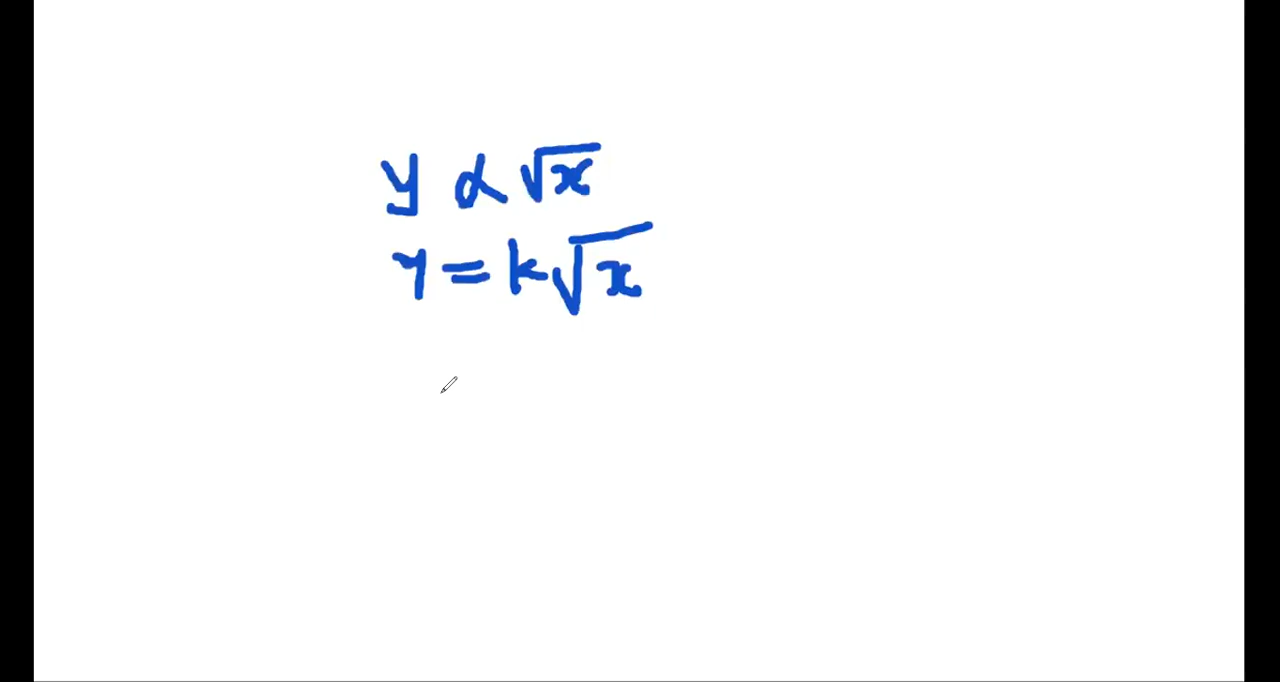 y ∝ √x
y = k√x